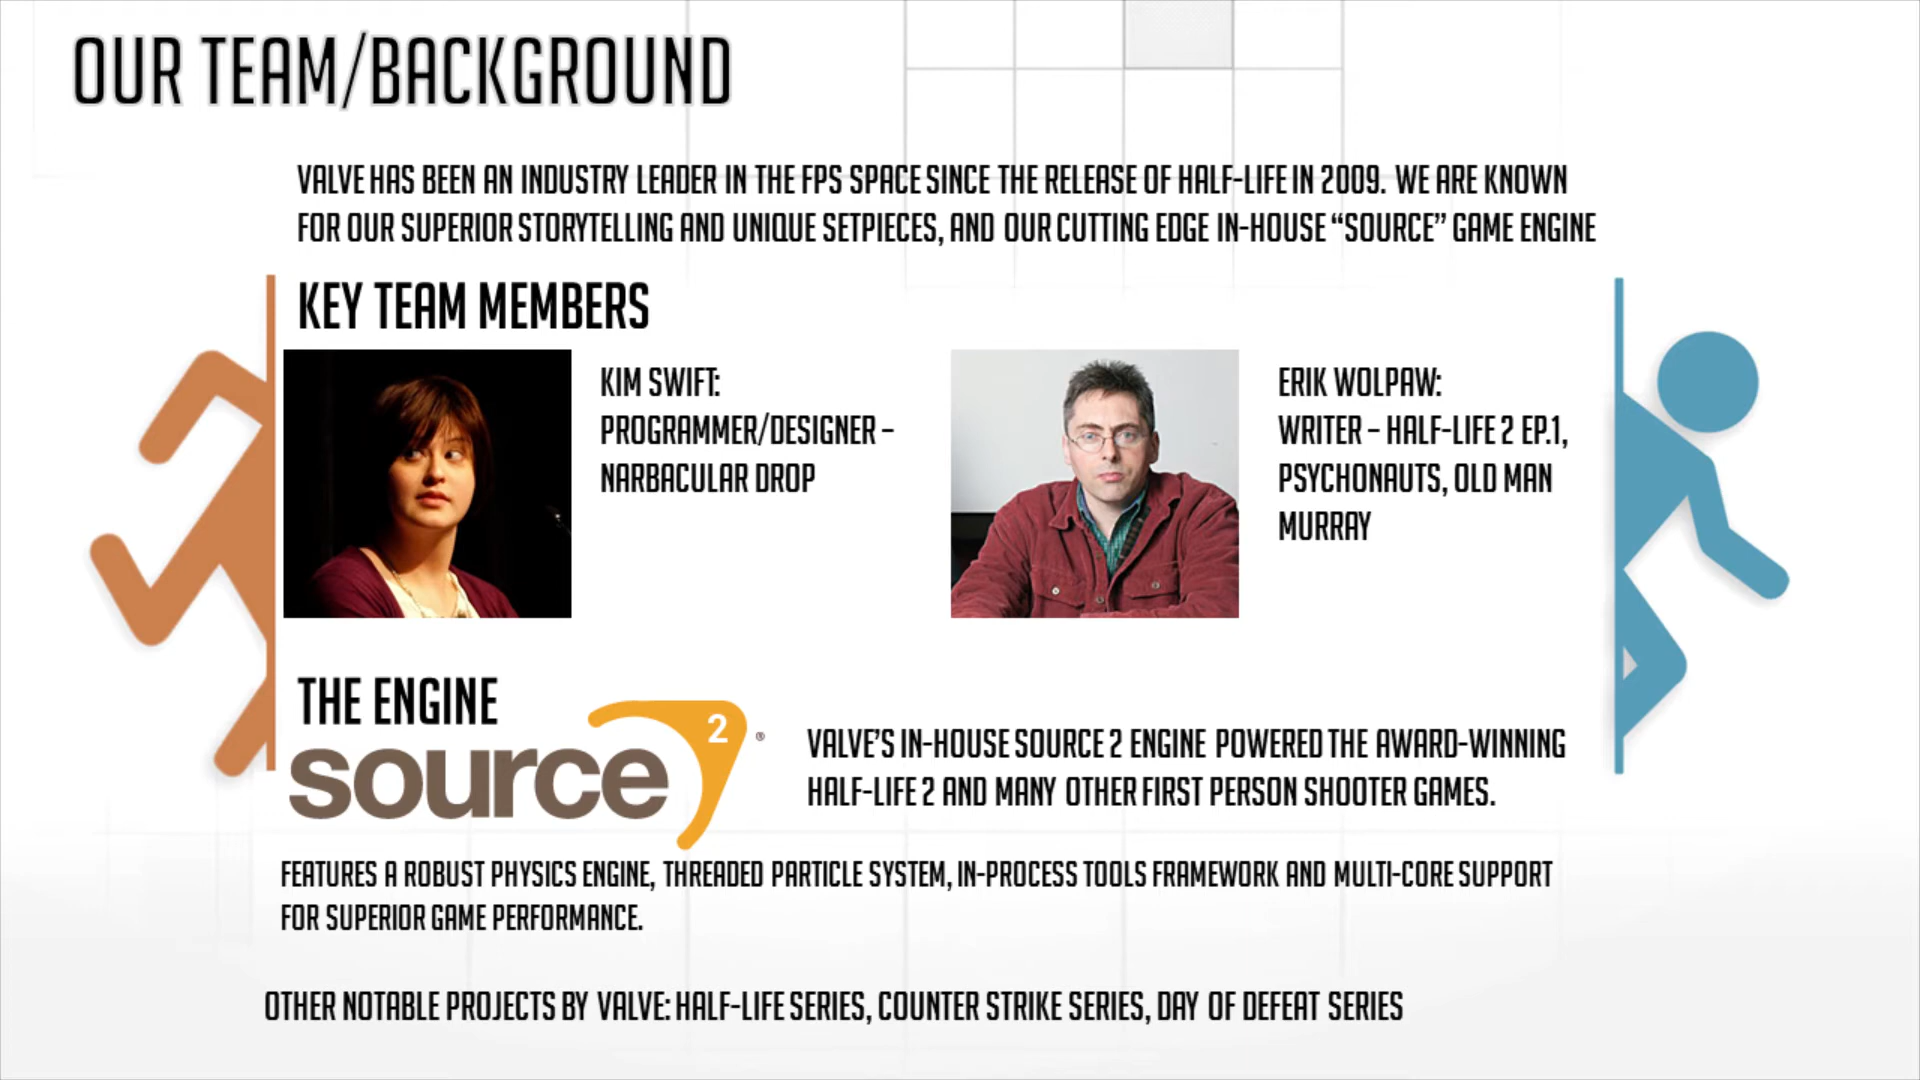 OUR TEAM/BACKGROUND
VALVE HAS BEEN AN INDUSTRY LEADER IN THE FPS SPACE SINCE THE RELEASE OF HALF-LIFE IN 2009. WE ARE KNOWN
FOR OUR SUPERIOR STORYTELLING AND UNIQUE SETPIECES, AND OUR CUTTING EDGE IN-HOUSE “SOURCE” GAME ENGINE
KEY TEAM MEMBERS
KIM SWIFT:
PROGRAMMER/DESIGNER –
NARBACULAR DROP
ERIK WOLPAW:
WRITER – HALF-LIFE 2 EP.1,
PSYCHONAUTS, OLD MAN
MURRAY
THE ENGINE
source 2 ®
VALVE’S IN-HOUSE SOURCE 2 ENGINE POWERED THE AWARD-WINNING
HALF-LIFE 2 AND MANY OTHER FIRST PERSON SHOOTER GAMES.
FEATURES A ROBUST PHYSICS ENGINE, THREADED PARTICLE SYSTEM, IN-PROCESS TOOLS FRAMEWORK AND MULTI-CORE SUPPORT
FOR SUPERIOR GAME PERFORMANCE.
OTHER NOTABLE PROJECTS BY VALVE: HALF-LIFE SERIES, COUNTER STRIKE SERIES, DAY OF DEFEAT SERIES